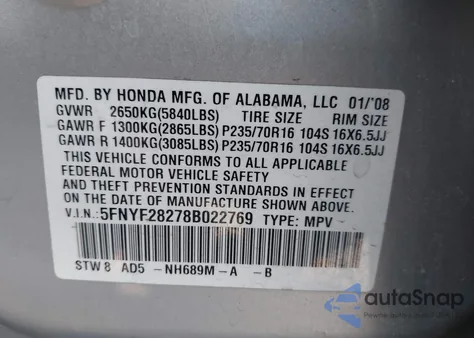 MFD. BY HONDA MFG. OF ALABAMA, LLC 01/'08
GVWR 2650KG(5840LBS) TIRE SIZE RIM SIZE
GAWR F 1300KG(2865LBS) P235/70R16 104S 16X6.5JJ
GAWR R 1400KG(3085LBS) P235/70R16 104S 16X6.5JJ
THIS VEHICLE CONFORMS TO ALL APPLICABLE
FEDERAL MOTOR VEHICLE SAFETY
AND THEFT PREVENTION STANDARDS IN EFFECT
ON THE DATE OF MANUFACTURE SHOWN ABOVE.
V.I.N.: 5FNYF28278B022769 TYPE: MPV
STW8 AD5 -NH689M-A -B
autoSnap